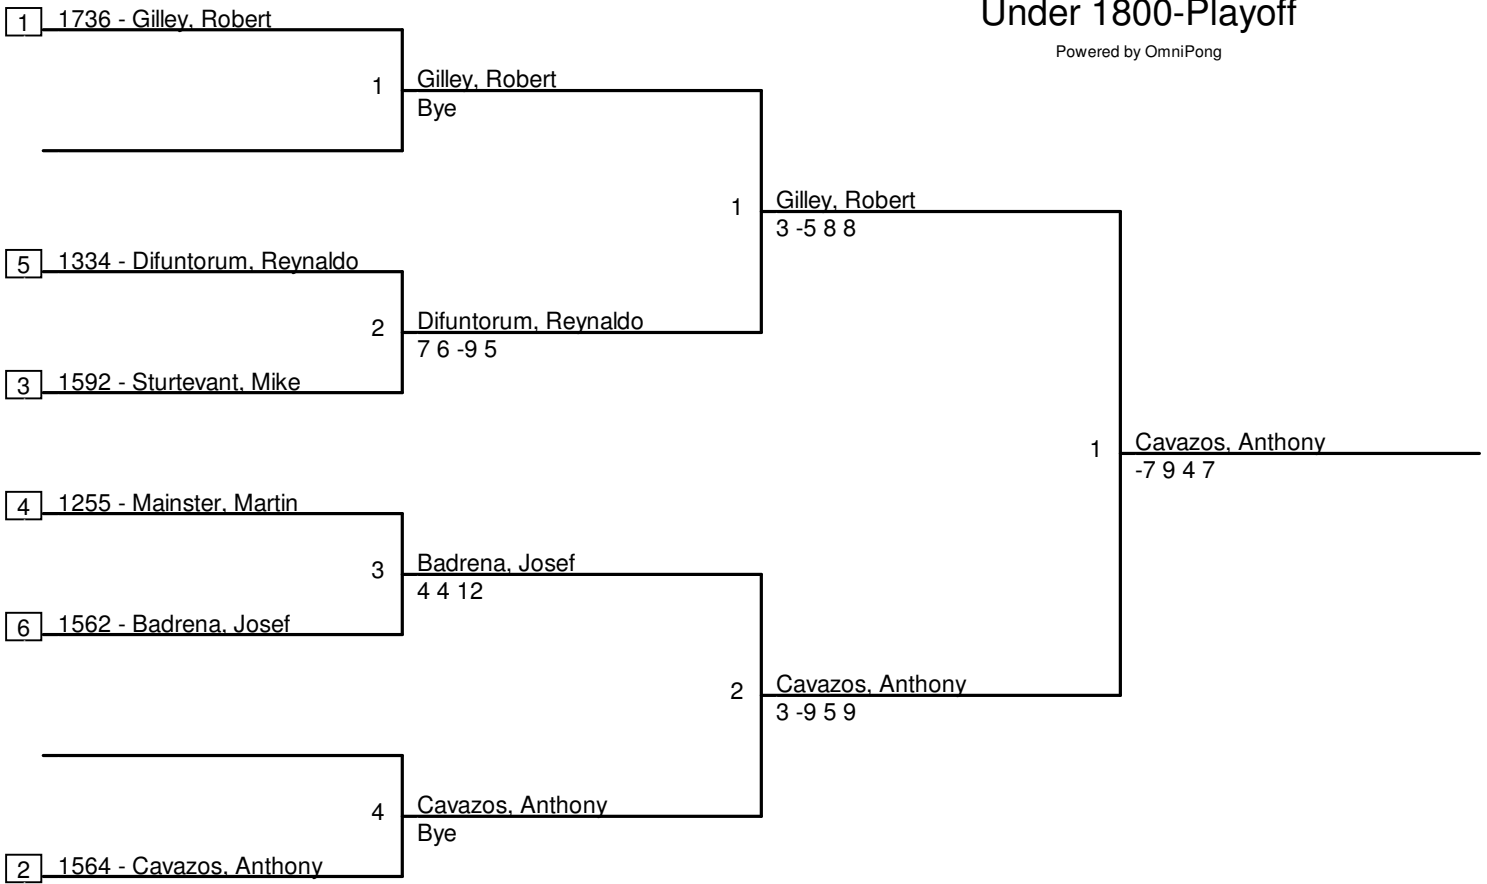 Under 1800-Playoff
Powered by OmniPong
1 1736 - Gilley, Robert
1 Gilley, Robert
Bye
1 Gilley, Robert
3 -5 8 8
5 1334 - Difuntorum, Reynaldo
2 Difuntorum, Reynaldo
7 6 -9 5
3 1592 - Sturtevant, Mike
1 Cavazos, Anthony
-7 9 4 7
4 1255 - Mainster, Martin
3 Badrena, Josef
4 4 12
6 1562 - Badrena, Josef
2 Cavazos, Anthony
3 -9 5 9
4 Cavazos, Anthony
Bye
2 1564 - Cavazos, Anthony